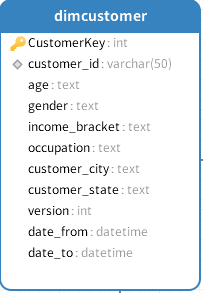 dimcustomer
CustomerKey : int
customer_id : varchar(50)
age : text
gender : text
income_bracket : text
occupation : text
customer_city : text
customer_state : text
version : int
date_from : datetime
date_to : datetime